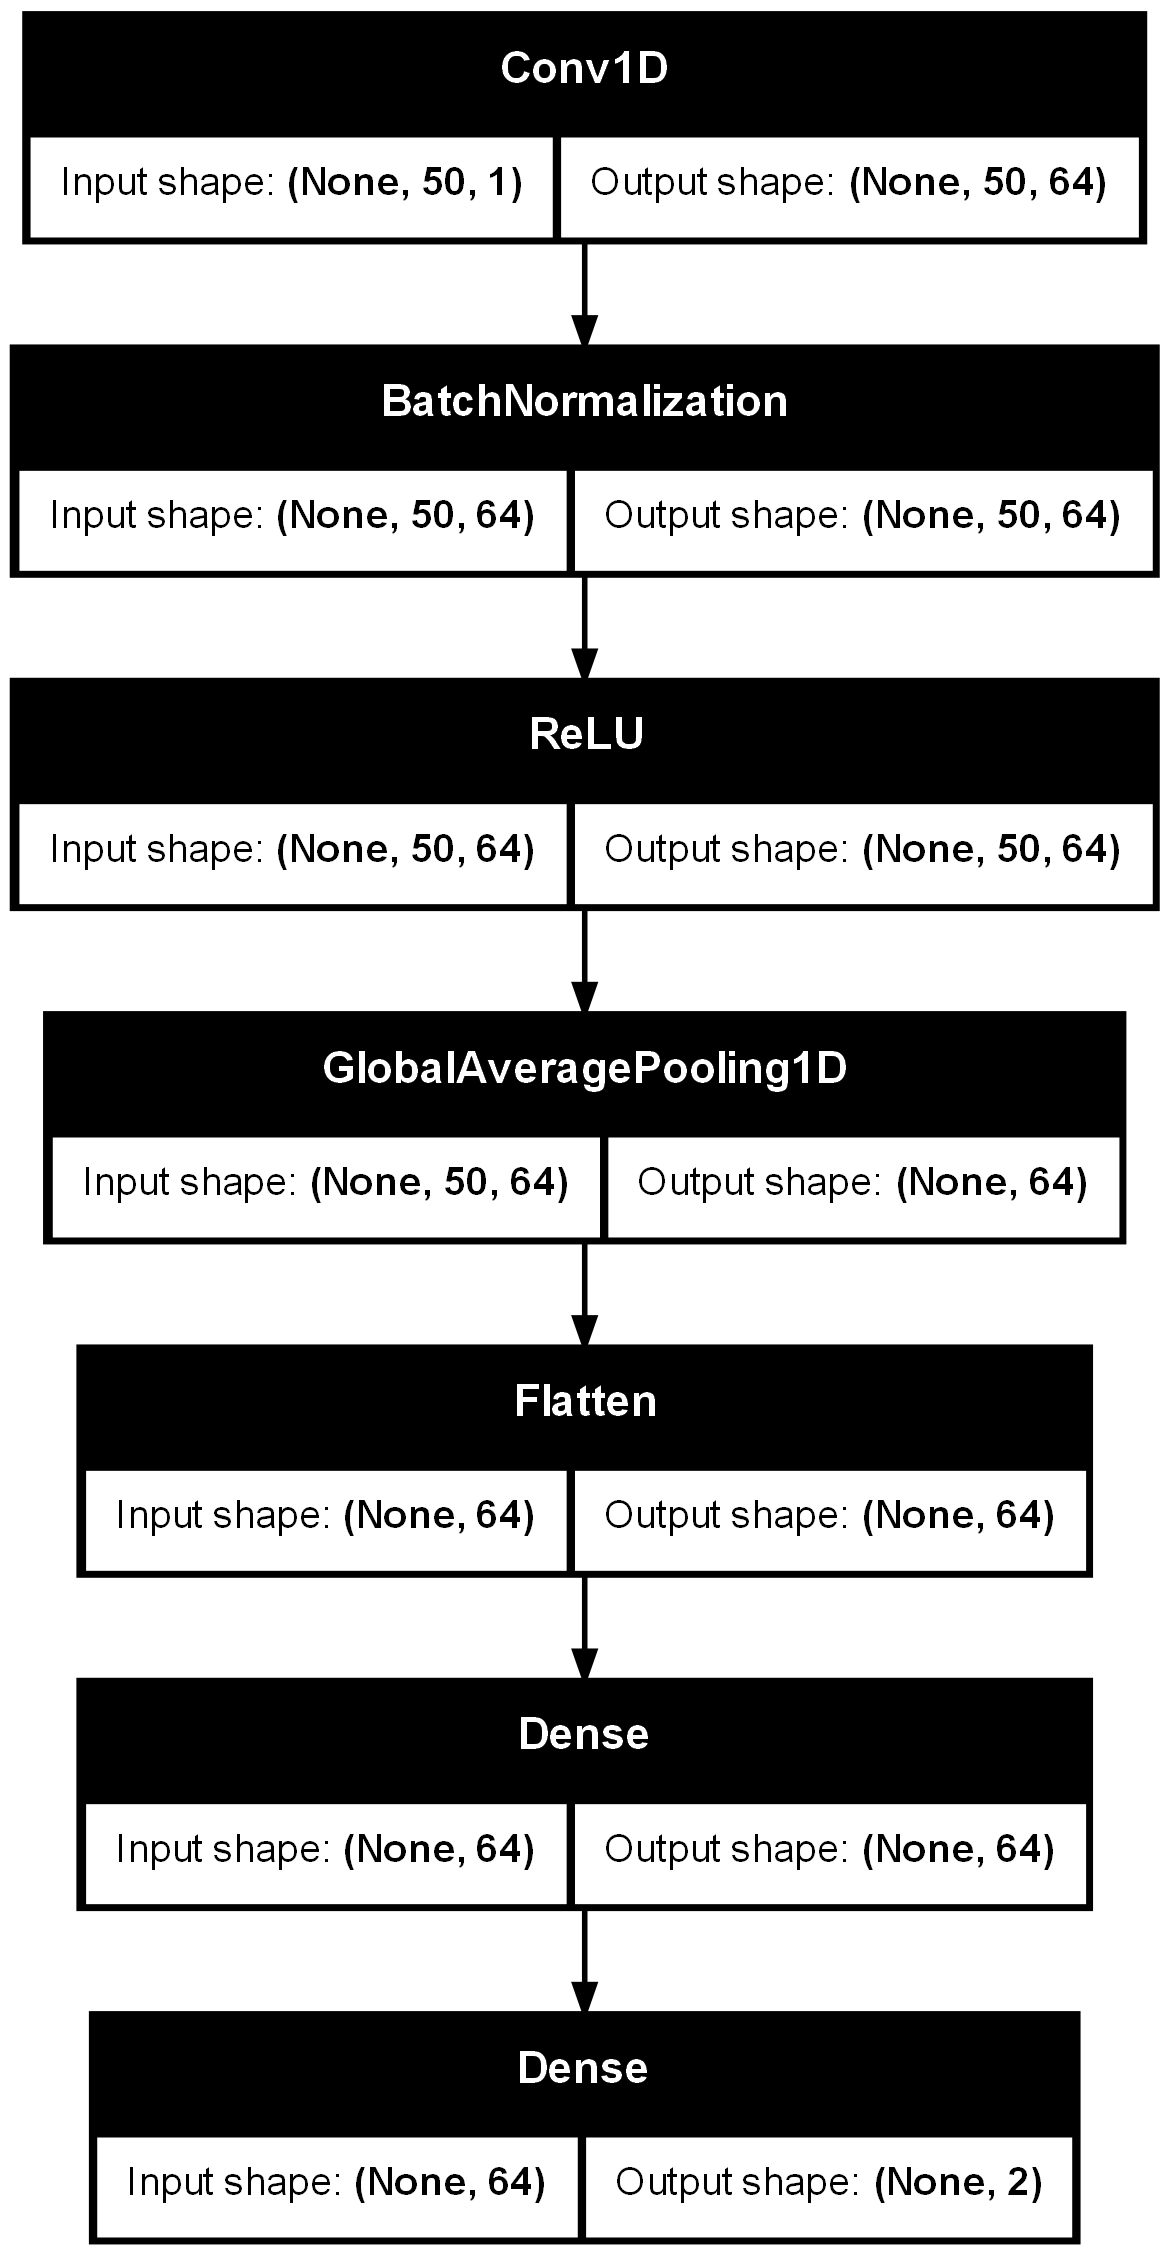 Conv1D
Input shape: (None, 50, 1) Output shape: (None, 50, 64)
BatchNormalization
Input shape: (None, 50, 64) Output shape: (None, 50, 64)
ReLU
Input shape: (None, 50, 64) Output shape: (None, 50, 64)
GlobalAveragePooling1D
Input shape: (None, 50, 64) Output shape: (None, 64)
Flatten
Input shape: (None, 64) Output shape: (None, 64)
Dense
Input shape: (None, 64) Output shape: (None, 64)
Dense
Input shape: (None, 64) Output shape: (None, 2)